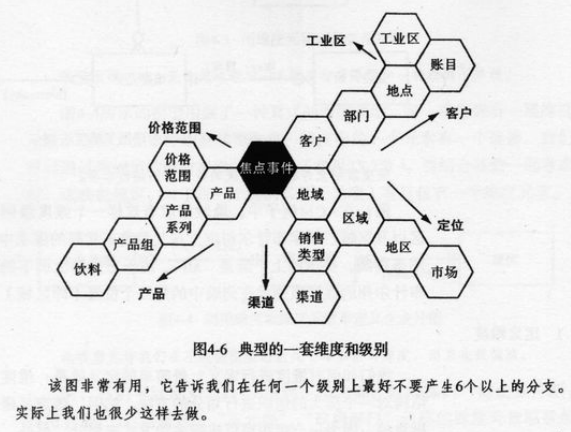 工业区
工业区
账目
地点
部门
客户
价格范围
客户
焦点事件
价格
范围
产品
地域
产品
系列
区域
定位
销售
类型
产品组
地区
饮料
市场
产品
渠道
渠道
图4-6 典型的一套维度和级别
该图非常有用，它告诉我们在任何一个级别上最好不要产生6个以上的分支。
实际上我们也很少这样去做。